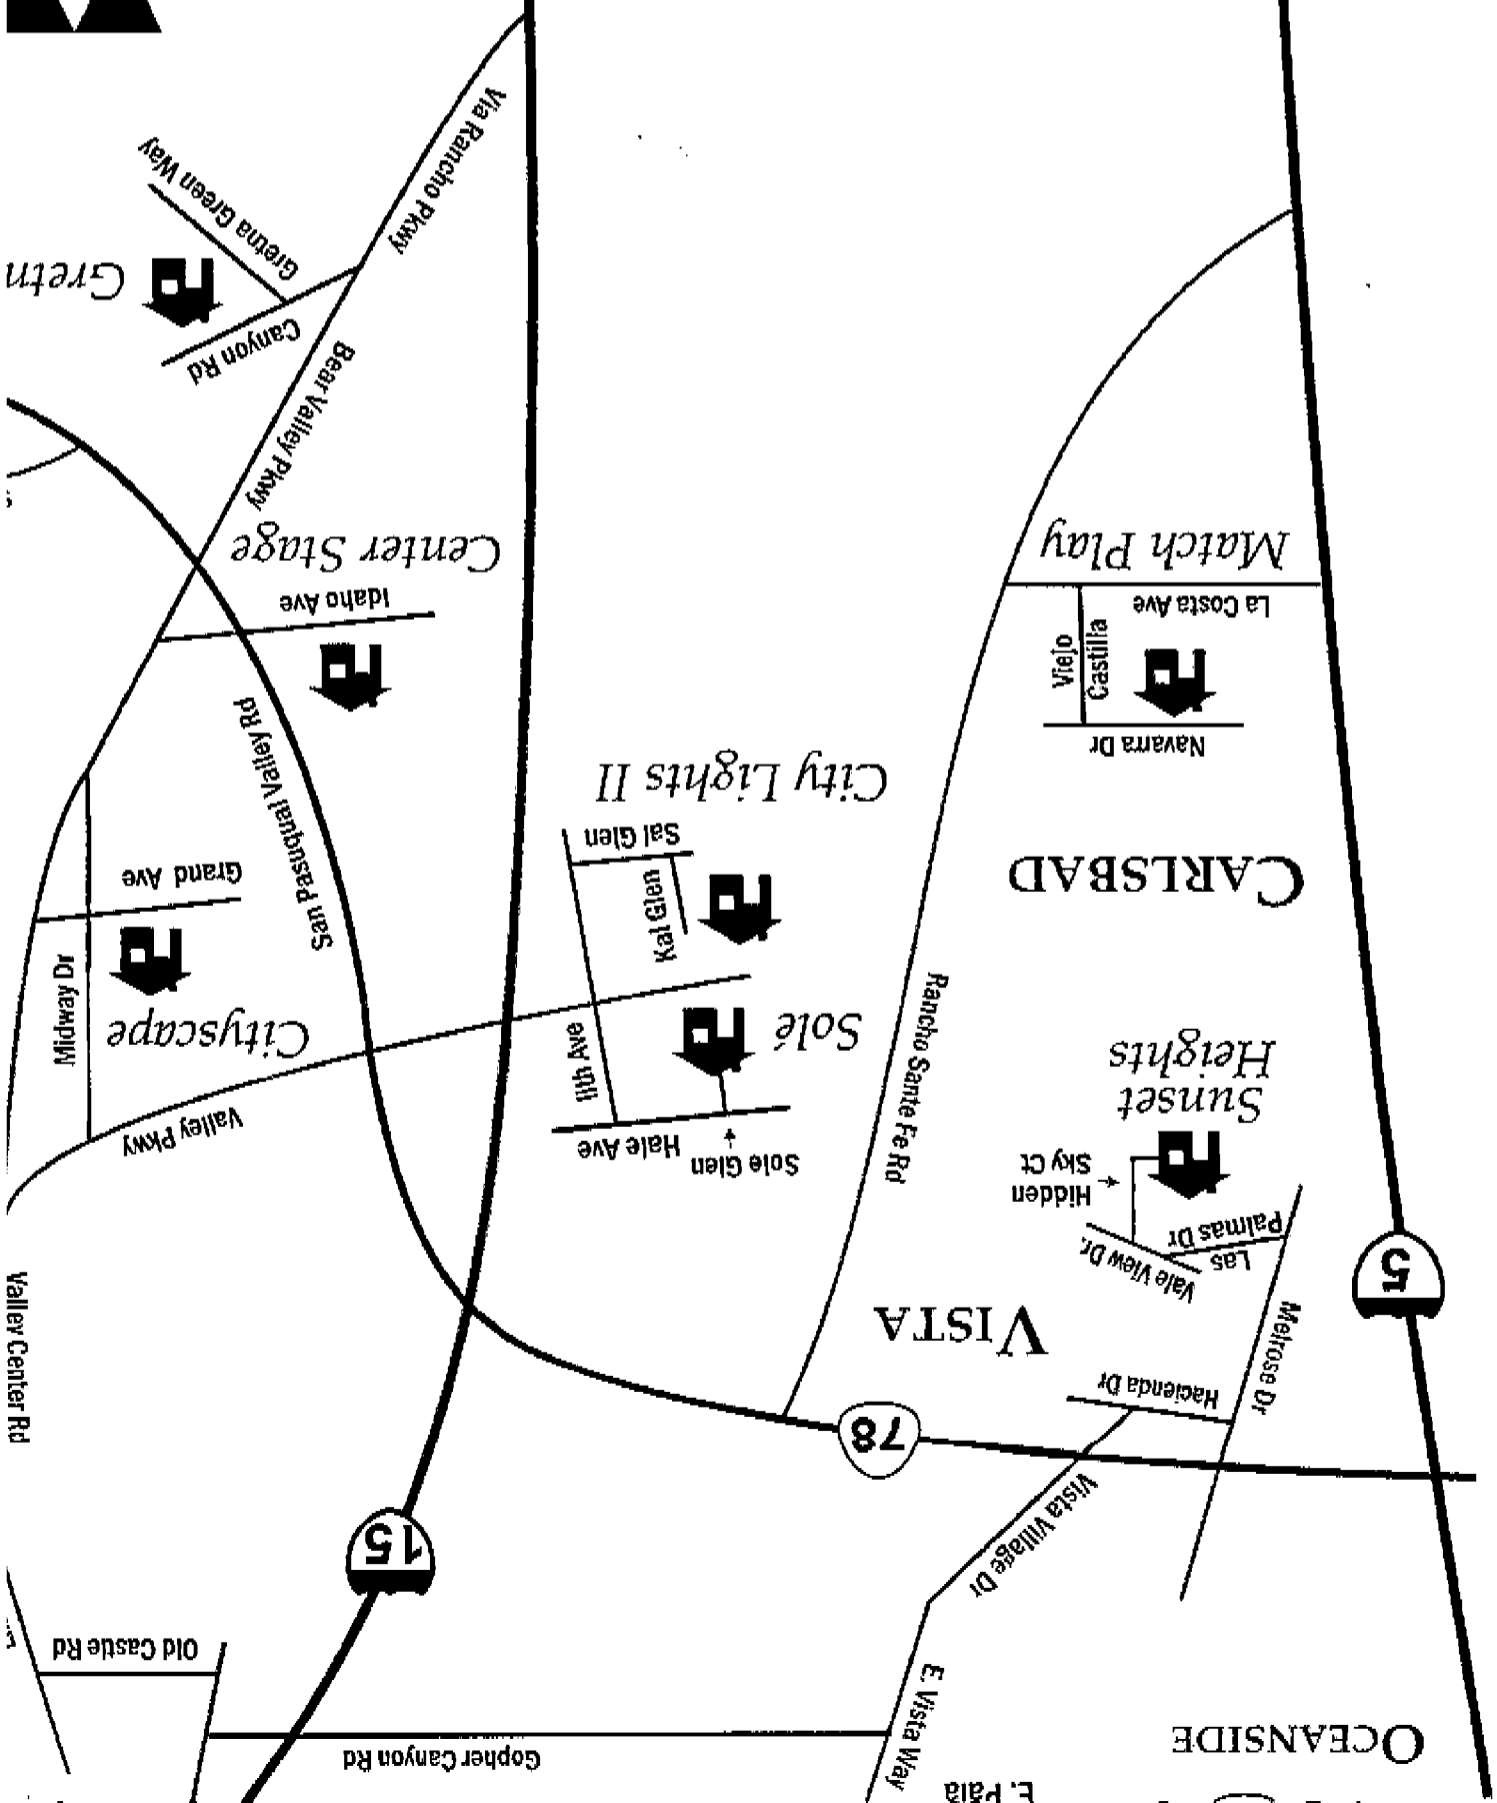 OCEANSIDE
E. Vista Way
Gopher Canyon Rd
Old Castle Rd
15
Vista Village Dr
78
Hacienda Dr
Melrose Dr
VISTA
5
Vale View Dr.
Las
Palmas Dr
Hidden
Sky Ct
Sunset
Heights
Valley Center Rd
Rancho Sante Fe Rd
Sole Glen
Hale Ave
11th Ave
Solé
Valley Pkwy
Cityscape
Midway Dr
Grand Ave
San Pasuqual Valley Rd
Kal Glen
Sal Glen
City Lights II
CARLSBAD
Navarra Dr
Viejo
Castilla
La Costa Ave
Match Play
Idaho Ave
Center Stage
Bear Valley Pkwy
Canyon Rd
Gretn
Gretna Green Way
Via Rancho Pkwy